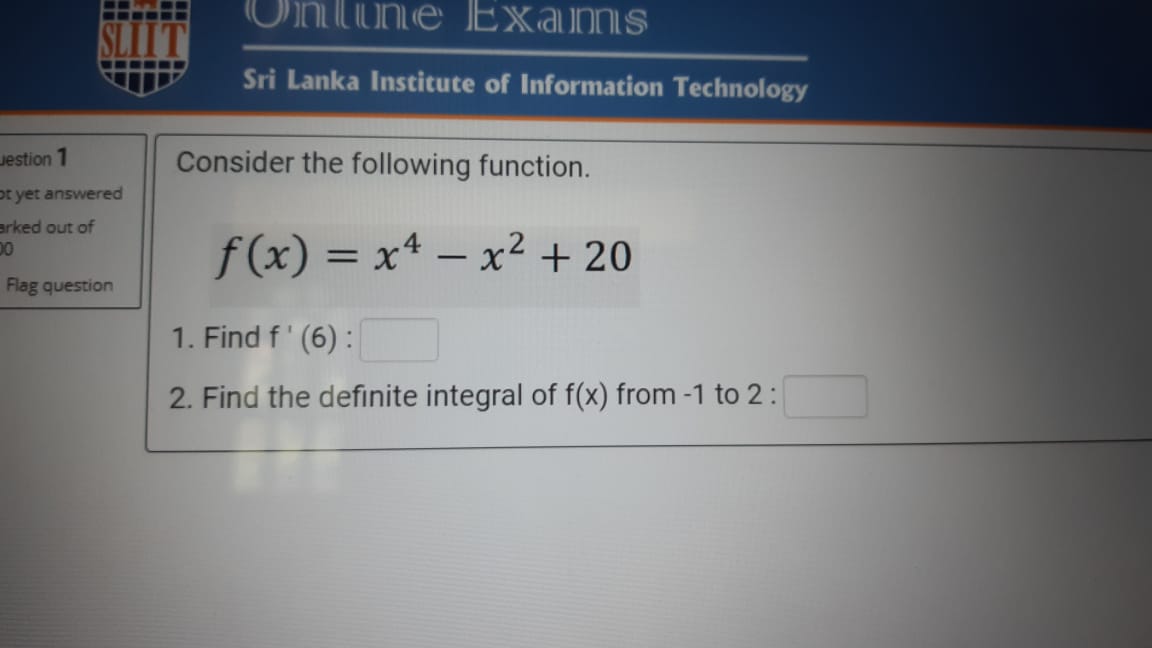 Online Exams
SLIIT
Sri Lanka Institute of Information Technology
uestion 1
ot yet answered
arked out of
00
Flag question
Consider the following function.
f(x) = x⁴ − x² + 20
1. Find f ' (6) :
2. Find the definite integral of f(x) from -1 to 2 :